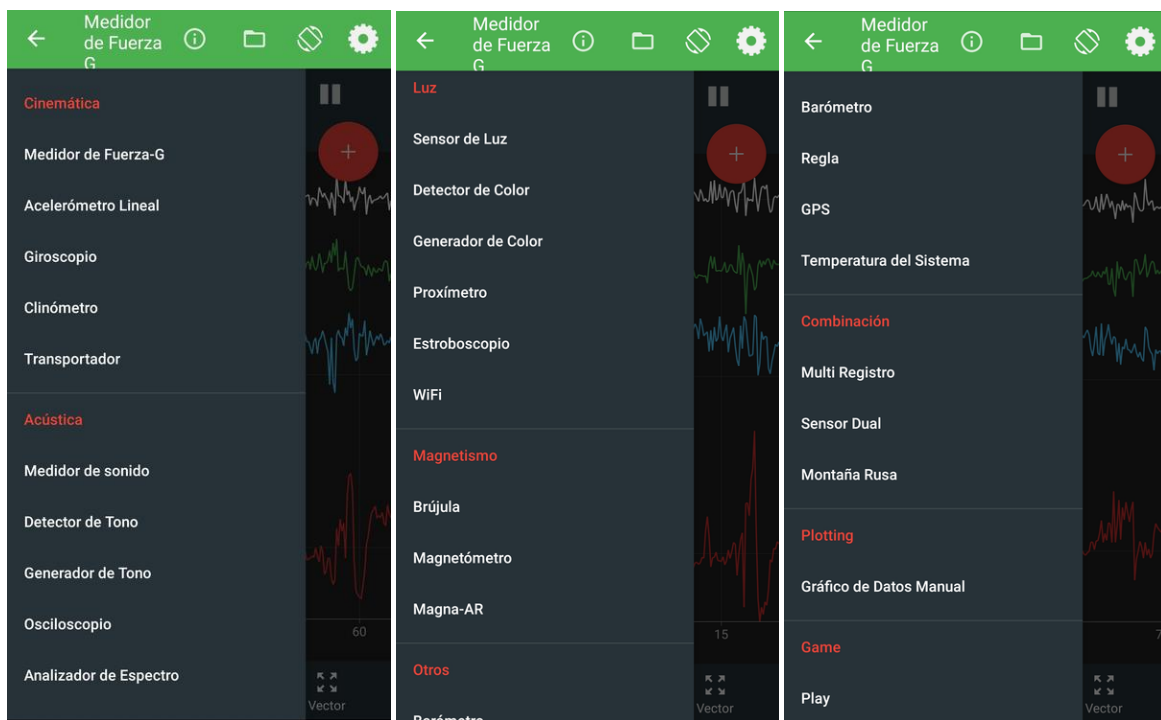 Medidor
de Fuerza
G
Cinemática
Medidor de Fuerza-G
Acelerómetro Lineal
Giroscopio
Clinómetro
Transportador
Acústica
Medidor de sonido
Detector de Tono
Generador de Tono
Osciloscopio
Analizador de Espectro
60
Vector
Medidor
de Fuerza
G
Luz
Sensor de Luz
Detector de Color
Generador de Color
Proxímetro
Estroboscopio
WiFi
Magnetismo
Brújula
Magnetómetro
Magna-AR
Otros
Barómetro
15
Vector
Medidor
de Fuerza
G
Barómetro
Regla
GPS
Temperatura del Sistema
Combinación
Multi Registro
Sensor Dual
Montaña Rusa
Plotting
Gráfico de Datos Manual
Game
Play
7
Vector